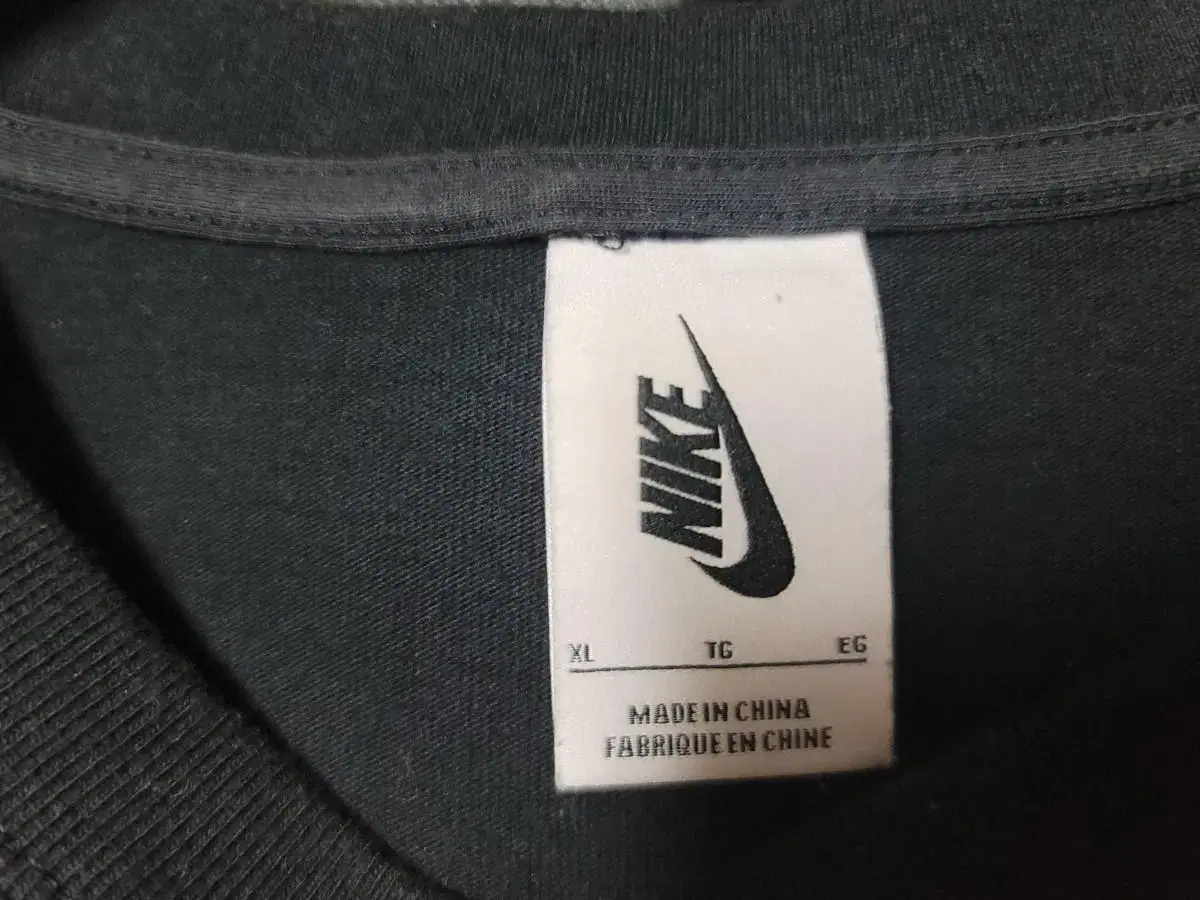 NIKE
XL TG EG
MADE IN CHINA
FABRIQUE EN CHINE